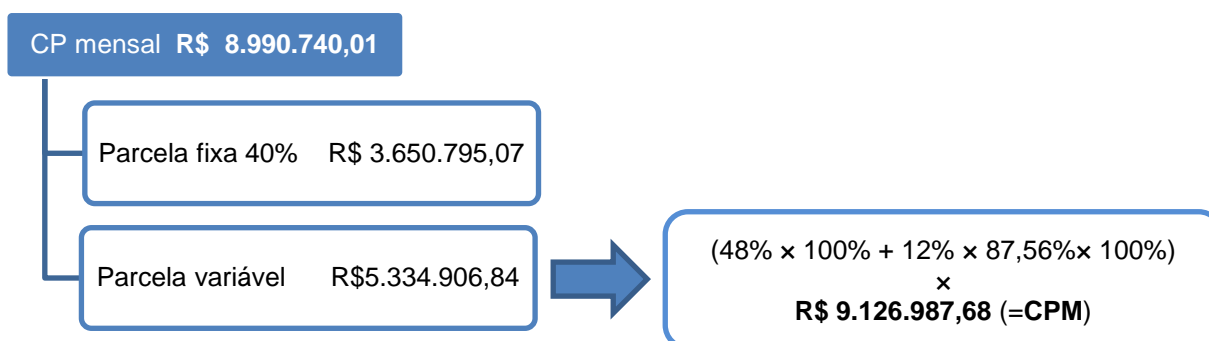 CP mensal R$ 8.990.740,01
Parcela fixa 40% R$ 3.650.795,07
Parcela variável R$5.334.906,84
(48% × 100% + 12% × 87,56%× 100%)
×
R$ 9.126.987,68 (=CPM)